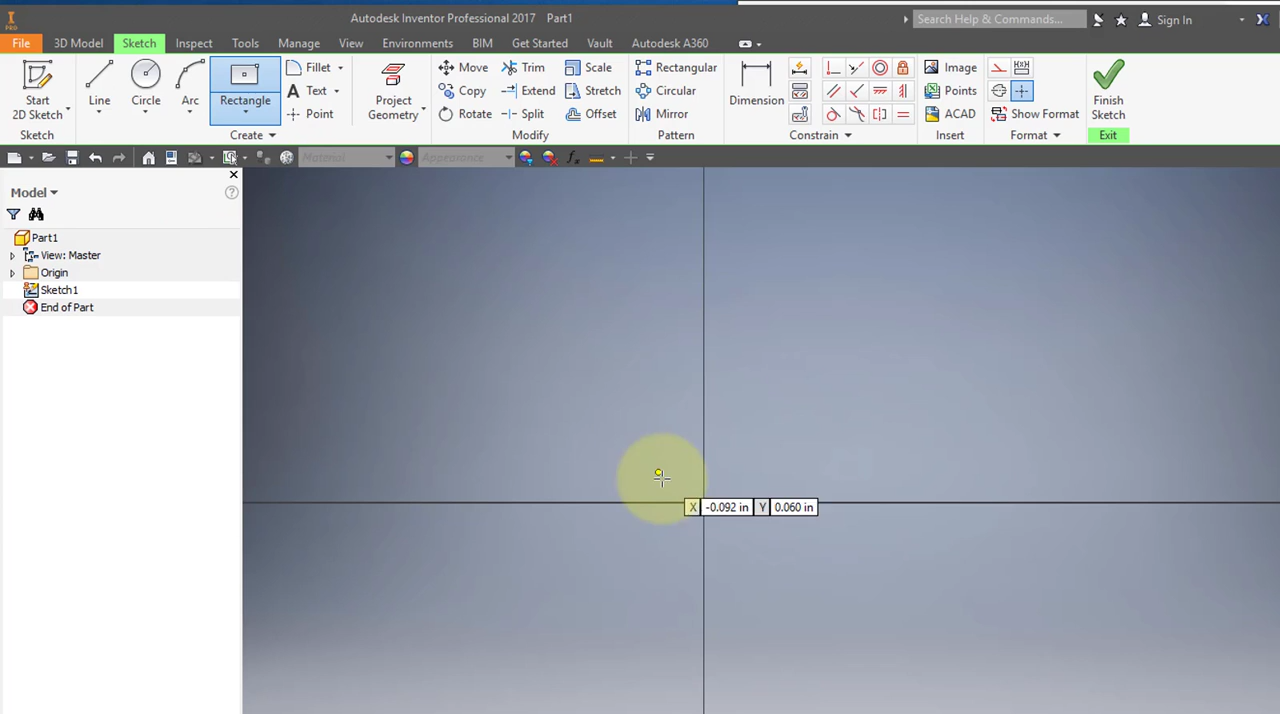 PRO
Autodesk Inventor Professional 2017 Part1
Search Help & Commands...
Sign In
File 3D Model Sketch Inspect Tools Manage View Environments BIM Get Started Vault Autodesk A360
Start
2D Sketch
Line
Circle
Arc
Rectangle
Fillet
Text
Point
Project
Geometry
Move Trim Scale
Copy Extend Stretch
Rotate Split Offset
Rectangular
Circular
Mirror
Dimension
Image
Points
ACAD
Show Format
Finish
Sketch
Sketch Create Modify Pattern Constrain Insert Format Exit
Material Appearance
Model
Part1
View: Master
Origin
Sketch1
End of Part
X -0.092 in Y 0.060 in